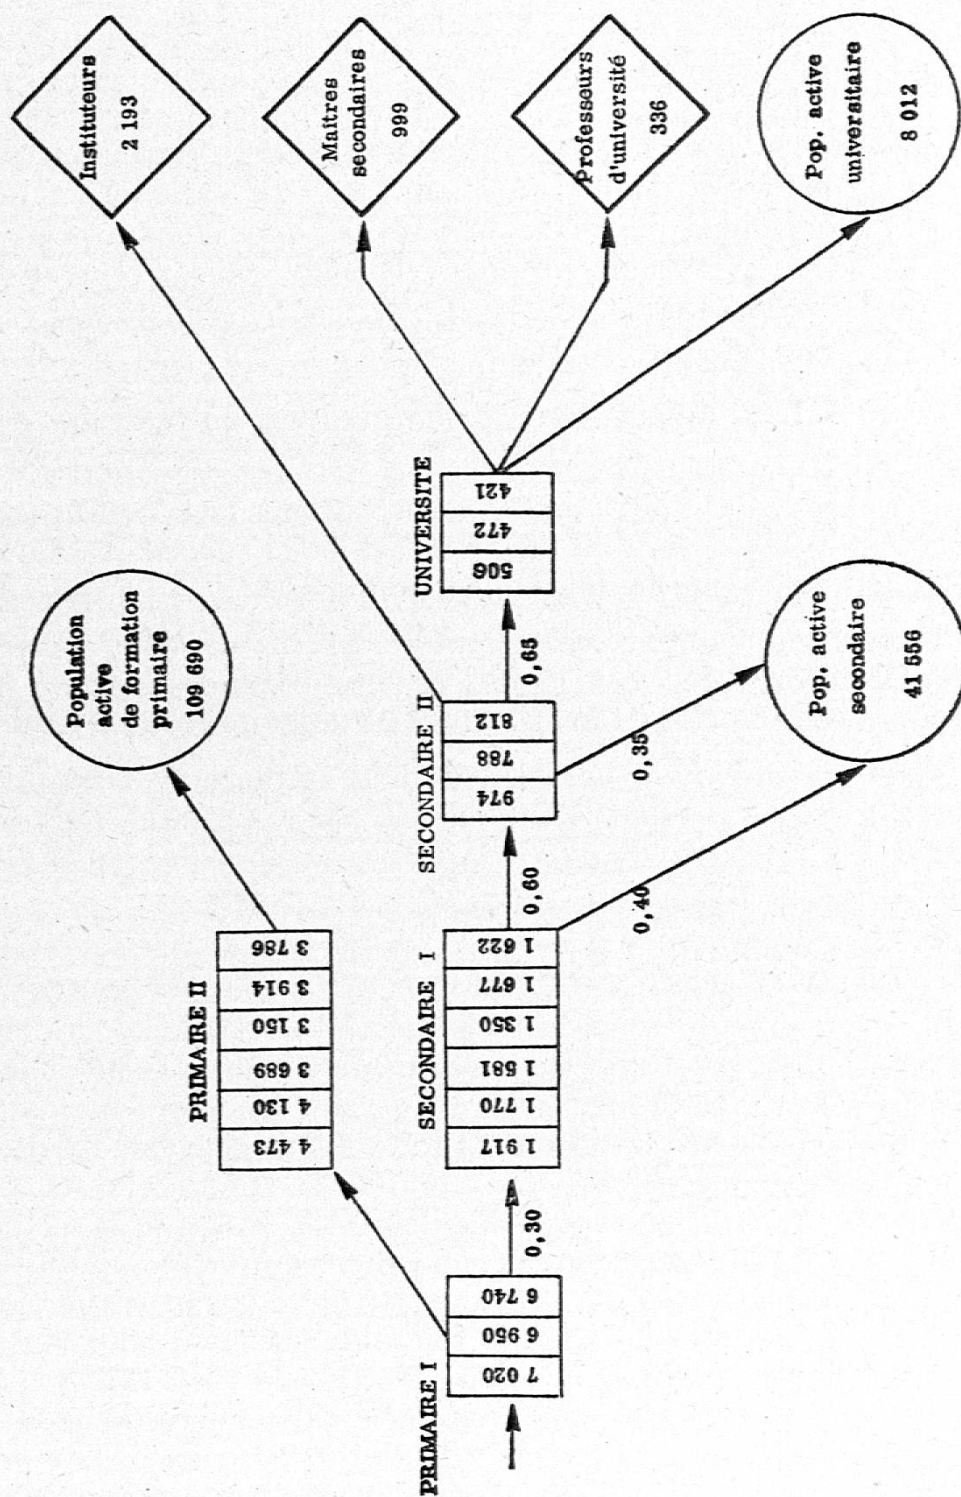 PRIMAIRE I
7 020
6 950
6 740
0,30
PRIMAIRE II
4 473
4 130
3 689
3 150
3 914
3 786
SECONDAIRE I
1 917
1 770
1 581
1 350
1 677
1 622
0,60
0,40
Population
active
de formation
primaire
109 690
SECONDAIRE II
974
788
812
0,65
0,35
Pop. active
secondaire
41 556
UNIVERSITE
506
472
421
Instituteurs
2 193
Maîtres
secondaires
999
Professeurs
d'université
336
Pop. active
universitaire
8 012